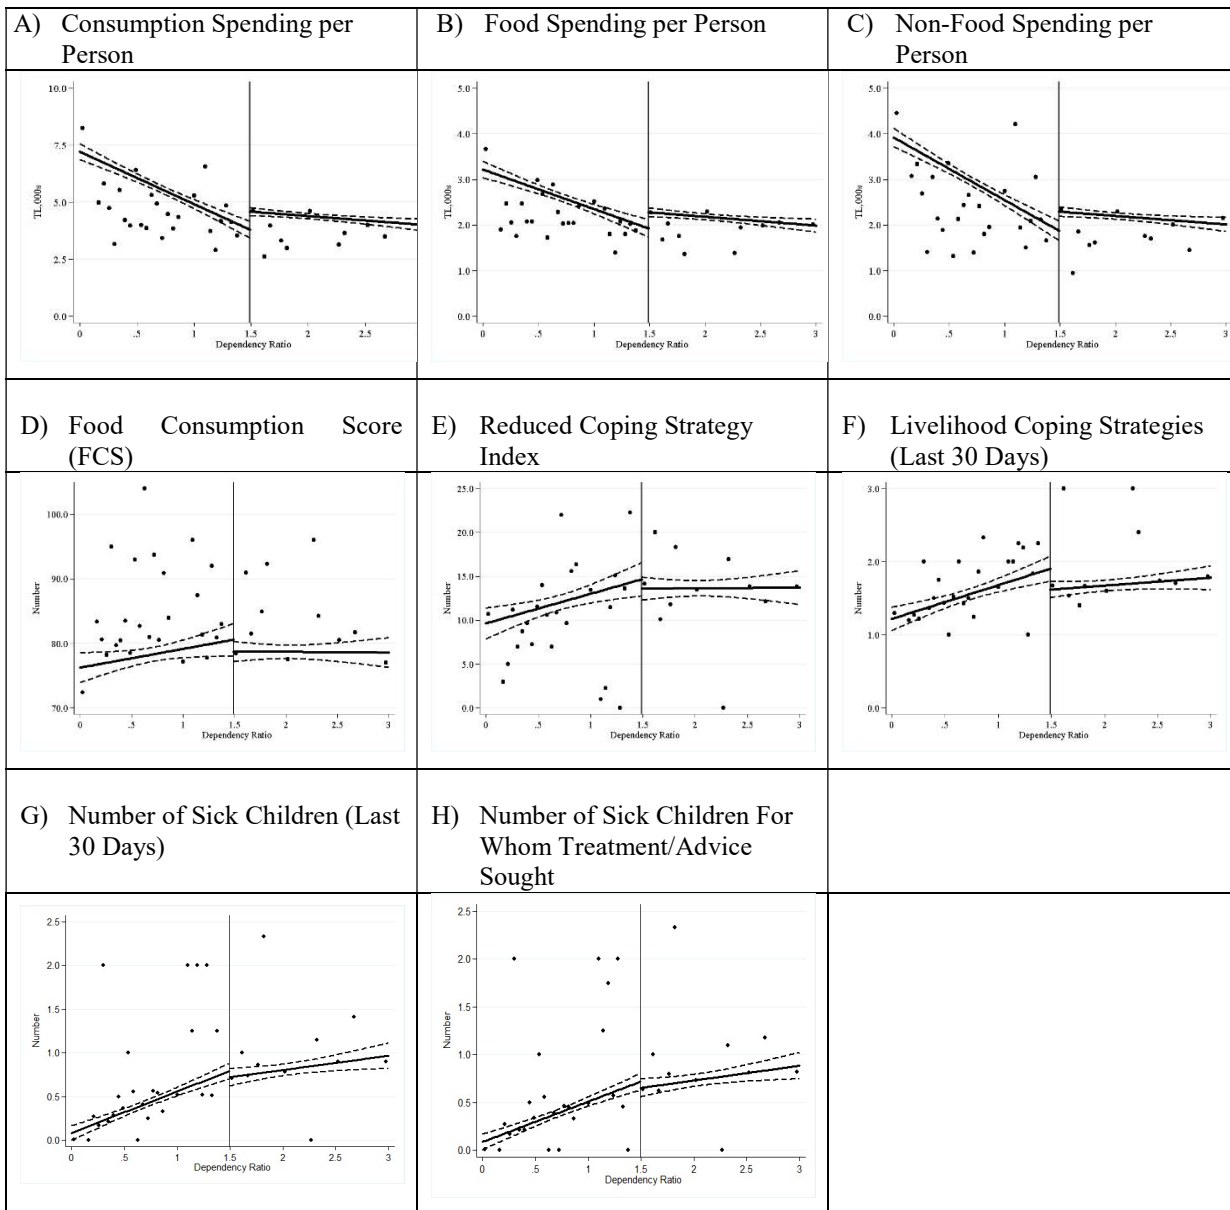 A) Consumption Spending per
Person
B) Food Spending per Person
C) Non-Food Spending per
Person
10.0
7.5
5.0
2.5
0.0
TL,000s
0 .5 1 1.5 2 2.5
Dependency Ratio
5.0
4.0
3.0
2.0
1.0
0.0
TL,000s
0 .5 1 1.5 2 2.5 3
Dependency Ratio
5.0
4.0
3.0
2.0
1.0
0.0
TL,000s
0 .5 1 1.5 2 2.5 3
Dependency Ratio
D) Food Consumption Score
(FCS)
E) Reduced Coping Strategy
Index
F) Livelihood Coping Strategies
(Last 30 Days)
100.0
90.0
80.0
70.0
Number
0 .5 1 1.5 2 2.5 3
Dependency Ratio
25.0
20.0
15.0
10.0
5.0
0.0
Number
0 .5 1 1.5 2 2.5 3
Dependency Ratio
3.0
2.0
1.0
0.0
Number
0 .5 1 1.5 2 2.5 3
Dependency Ratio
G) Number of Sick Children (Last
30 Days)
H) Number of Sick Children For
Whom Treatment/Advice
Sought
2.5
2.0
1.5
1.0
0.5
0.0
Number
0 .5 1 1.5 2 2.5 3
Dependency Ratio
2.5
2.0
1.5
1.0
0.5
0.0
Number
0 .5 1 1.5 2 2.5 3
Dependency Ratio